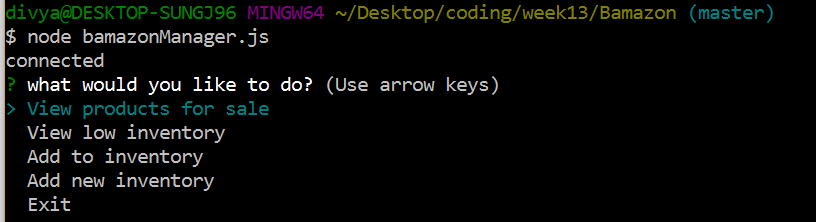 divya@DESKTOP-SUNGJ96 MINGW64 ~/Desktop/coding/week13/Bamazon (master)
$ node bamazonManager.js
connected
? what would you like to do? (Use arrow keys)
> View products for sale
View low inventory
Add to inventory
Add new inventory
Exit